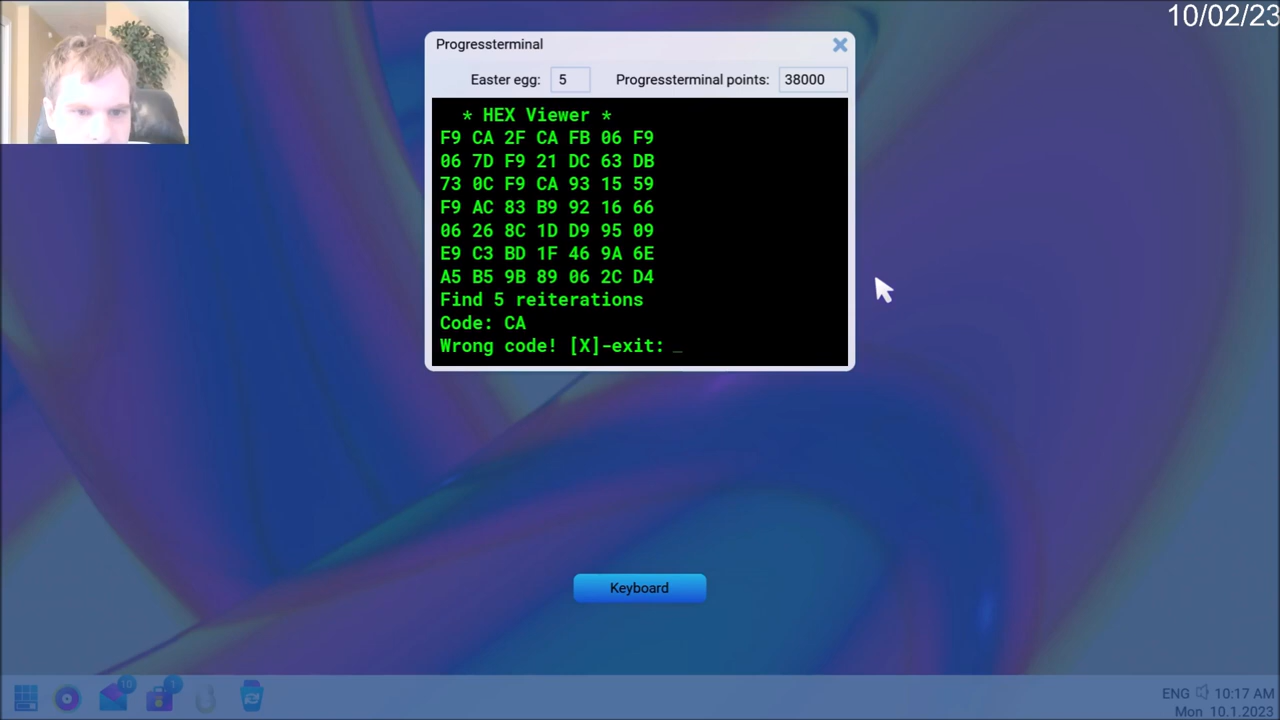 10/02/23
Progressterminal
Easter egg: 5 Progressterminal points: 38000
* HEX Viewer *
F9 CA 2F CA FB 06 F9
06 7D F9 21 DC 63 DB
73 0C F9 CA 93 15 59
F9 AC 83 B9 92 16 66
06 26 8C 1D D9 95 09
E9 C3 BD 1F 46 9A 6E
A5 B5 9B 89 06 2C D4
Find 5 reiterations
Code: CA
Wrong code! [X]-exit: _
Keyboard
10 1
ENG 10:17 AM
Mon 10.1.2023